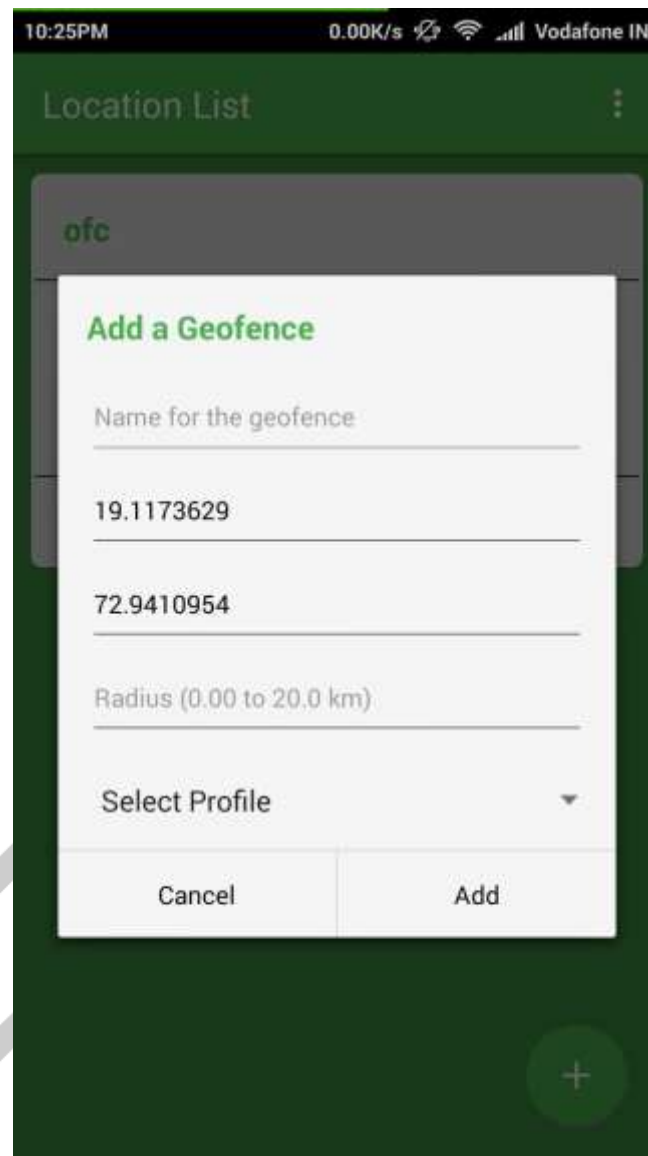 10:25PM 0.00K/s Vodafone IN
Location List
ofc
Add a Geofence
Name for the geofence
19.1173629
72.9410954
Radius (0.00 to 20.0 km)
Select Profile
Cancel Add